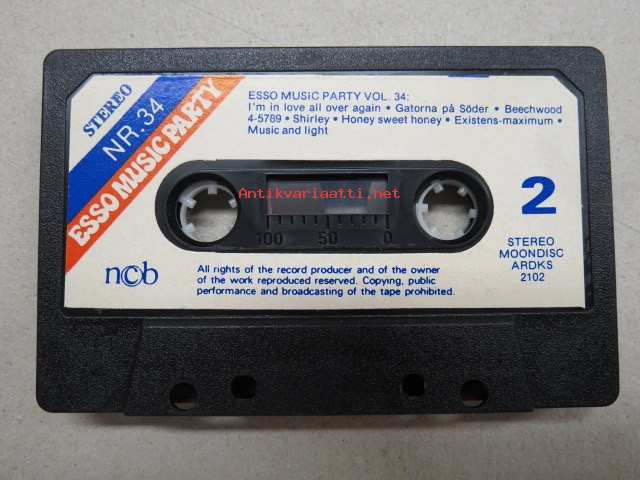 STEREO
NR. 34
ESSO MUSIC PARTY
ESSO MUSIC PARTY VOL. 34:
I'm in love all over again • Gatorna på Söder • Beechwood
4-5789 • Shirley • Honey sweet honey • Existens-maximum •
Music and light
Antikvariaatti.net
100 50 0
2
STEREO
MOONDISC
ARDKS
2102
ncb
All rights of the record producer and of the owner
of the work reproduced reserved. Copying, public
performance and broadcasting of the tape prohibited.